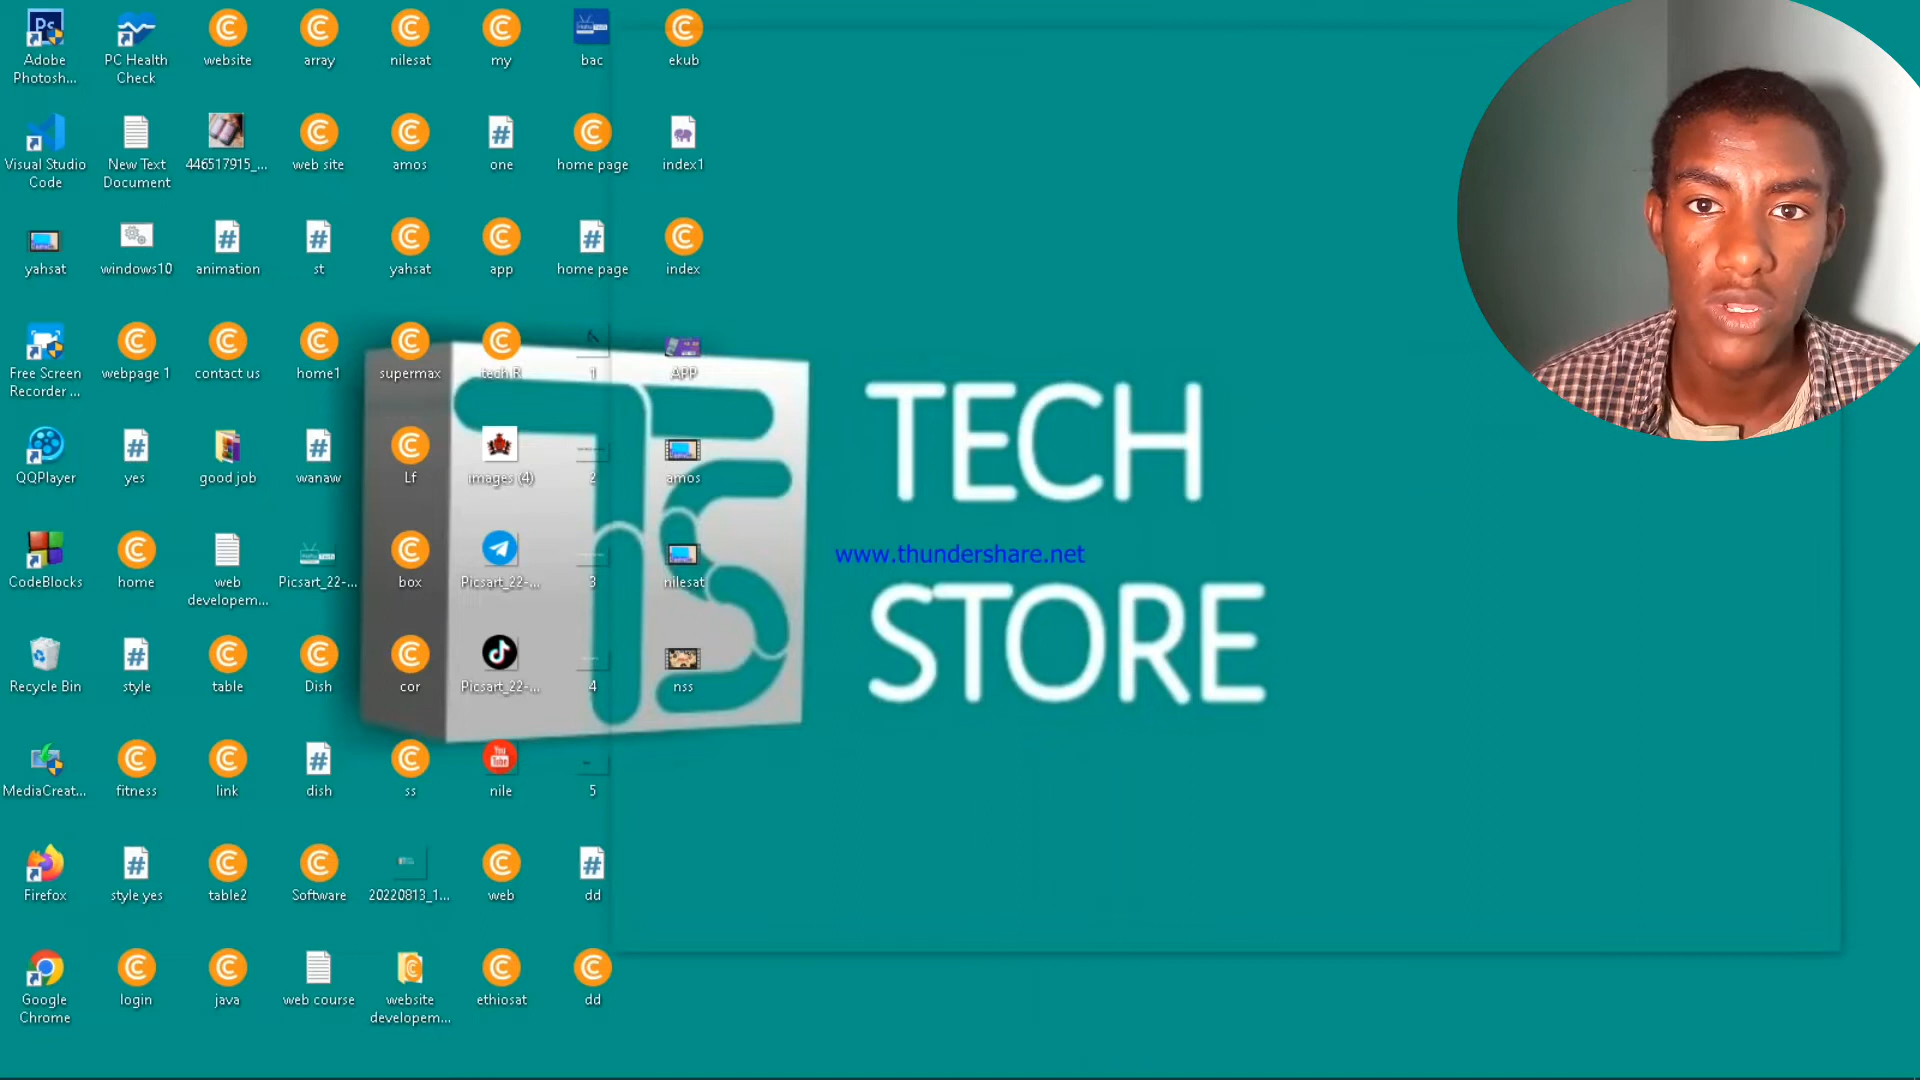 Adobe
Photosh...
PC Health
Check
website
array
nilesat
my
bac
ekub
Visual Studio
Code
New Text
Document
446517915_...
web site
amos
one
home page
index1
yahsat
windows10
animation
st
yahsat
app
home page
index
Free Screen
Recorder ...
webpage 1
contact us
home1
supermax
tech R
1
APP
QQPlayer
yes
good job
wanaw
Lf
images (4)
2
amos
CodeBlocks
home
web
developem...
Picsart_22-...
box
Picsart_22-...
3
nilesat
Recycle Bin
style
table
Dish
cor
Picsart_22-...
4
nss
MediaCreat...
fitness
link
dish
ss
nile
5
Firefox
style yes
table2
Software
20220813_1...
web
dd
Google
Chrome
login
java
web course
website
developem...
ethiosat
dd
TECH
www.thundershare.net
STORE